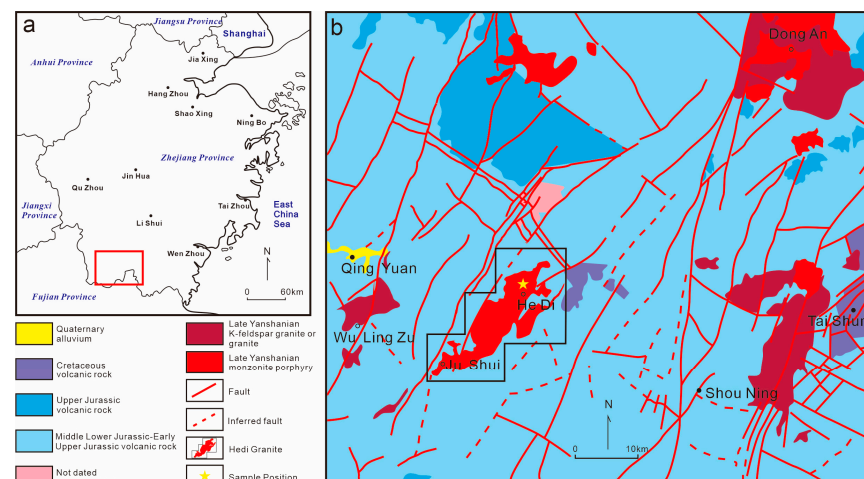 a
Jiangsu Province
Shanghai
Anhui Province
Jia Xing
Hang Zhou
Shao Xing
Ning Bo
Zhejiang Province
Jin Hua
Qu Zhou
Jiangxi
Province
Tai Zhou
Li Shui
East
China
Sea
Wen Zhou
N
Fujian Province
0 60km
Quaternary
alluvium
Late Yanshanian
K-feldspar granite or
granite
Cretaceous
volcanic rock
Late Yanshanian
monzonite porphyry
Upper Jurassic
volcanic rock
Fault
Inferred fault
Middle Lower Jurassic-Early
Upper Jurassic volcanic rock
Hedi Granite
Not dated
Sample Position
b
Dong An
Qing Yuan
He Di
Wu Ling Zu
Tai Shun
Ju Shui
Shou Ning
N
0 10km